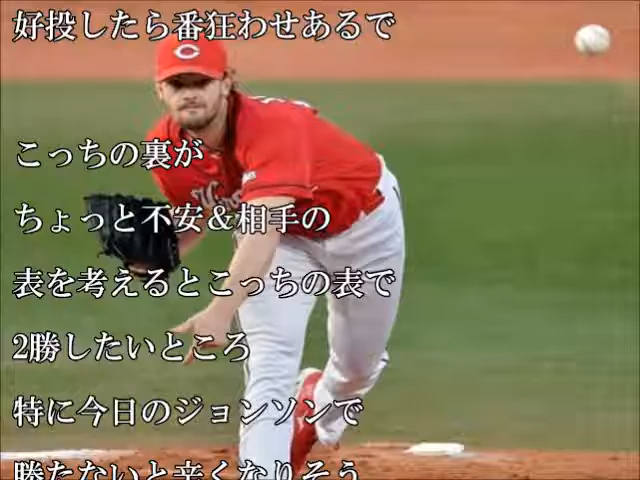 好投したら番狂わせあるで
こっちの裏が
ちょっと不安＆相手の
表を考えるとこっちの表で
2勝したいところ
特に今日のジョンソンで
勝たないと辛くなりそう